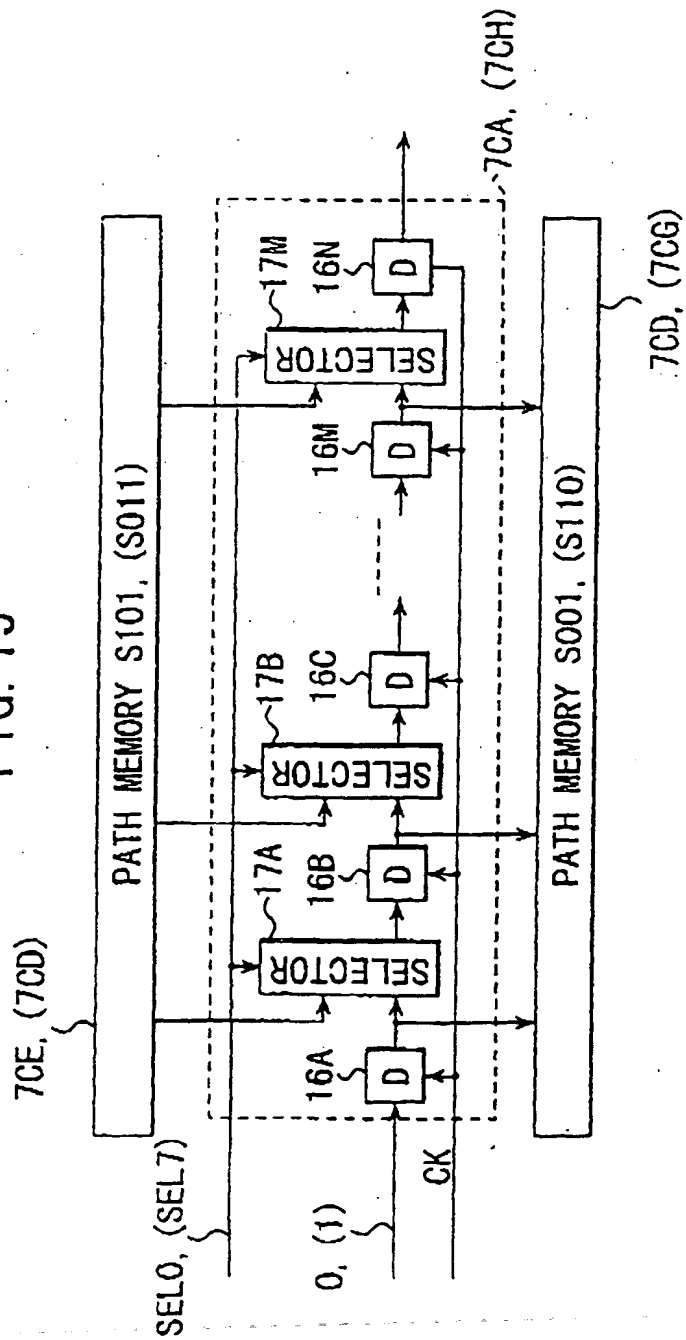 FIG. 15
7CE, (7CD)
PATH MEMORY S101, (S011)
SEL0, (SEL7)
17A
17B
17M
SELECTOR
SELECTOR
SELECTOR
16A
16B
16C
16M
16N
D
D
D
D
D
0, (1)
CK
7CA, (7CH)
PATH MEMORY S001, (S110)
7CD, (7CG)